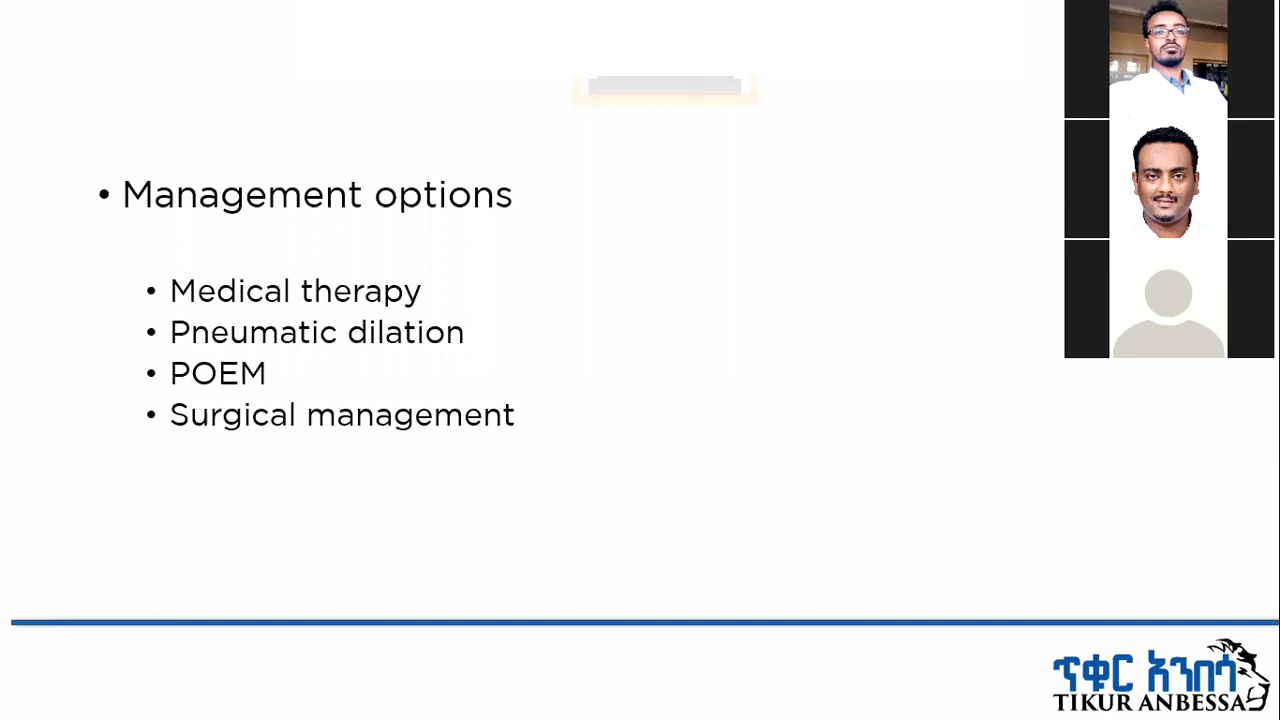 • Management options
• Medical therapy
• Pneumatic dilation
• POEM
• Surgical management
ጥቁር አንበሳ
TIKUR ANBESSA